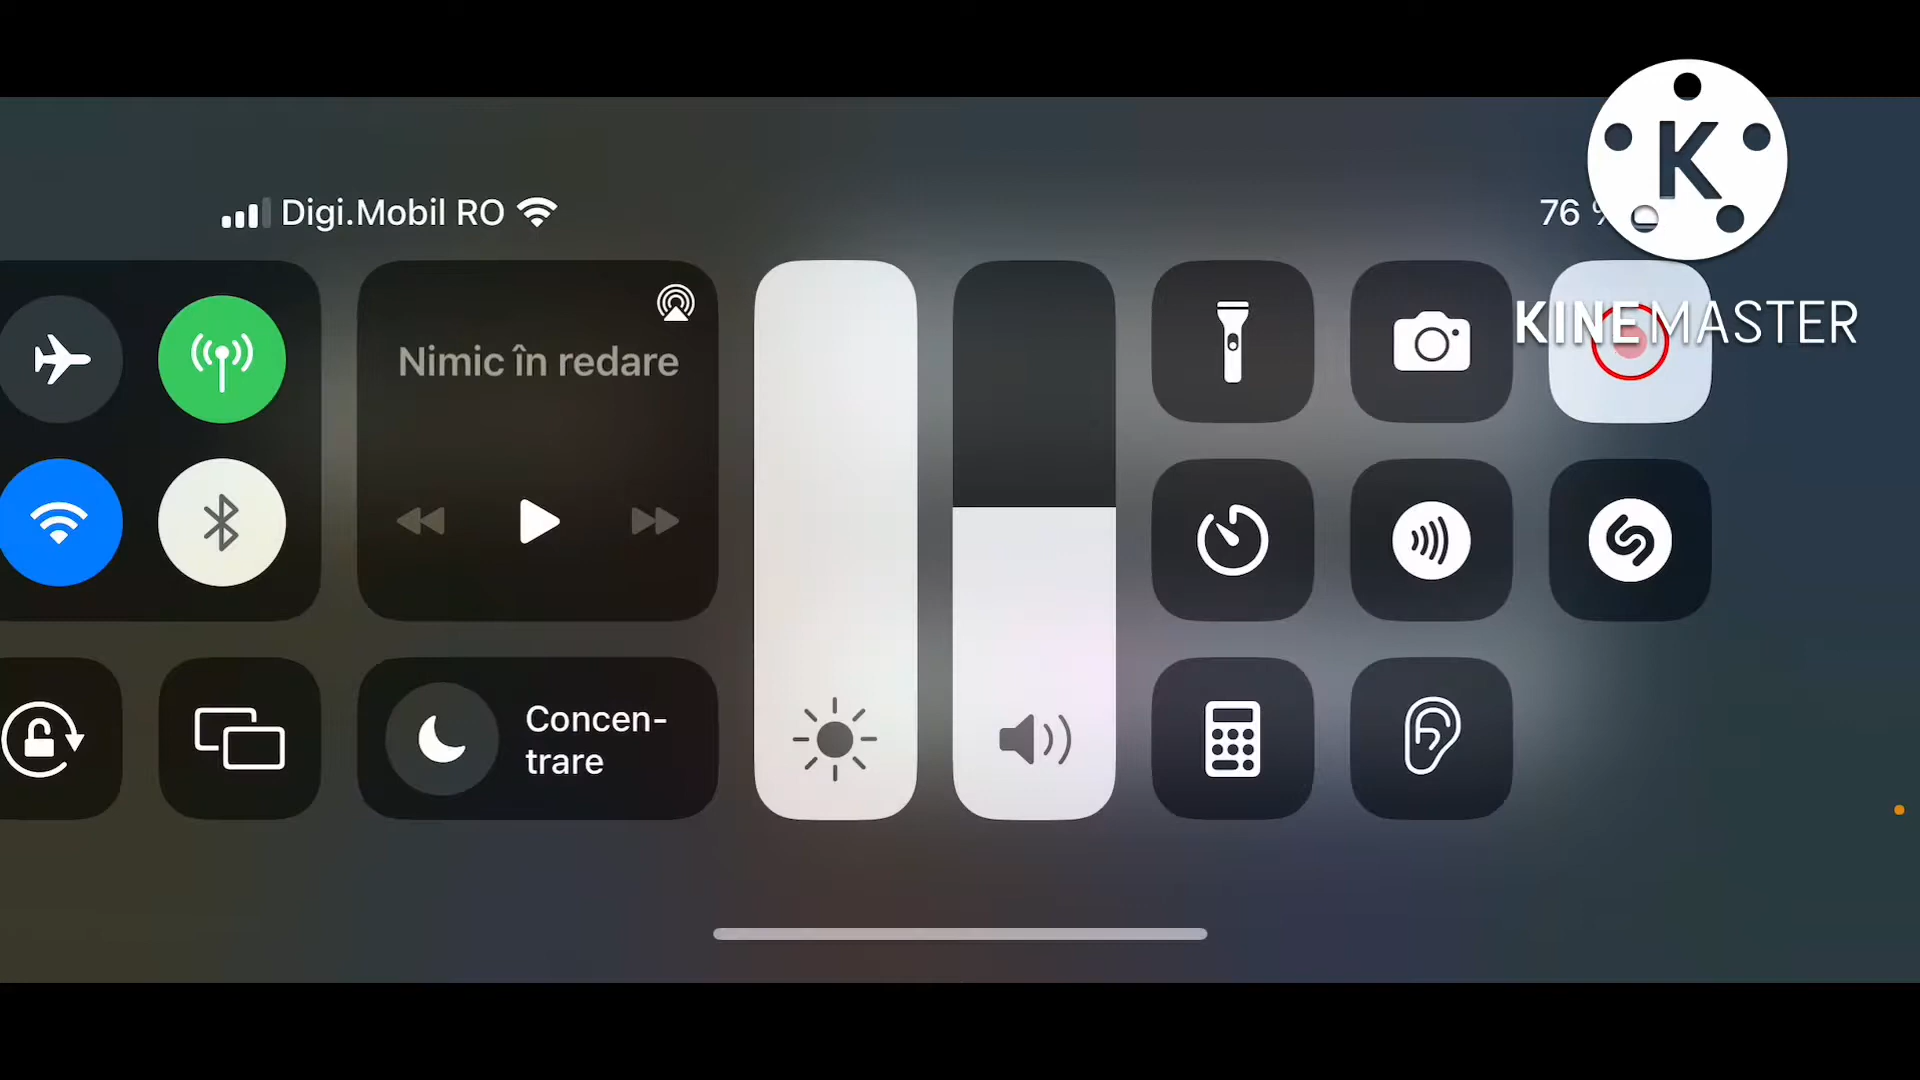 Digi.Mobil RO
76 %
K
KINEMASTER
Nimic în redare
Concen-
trare